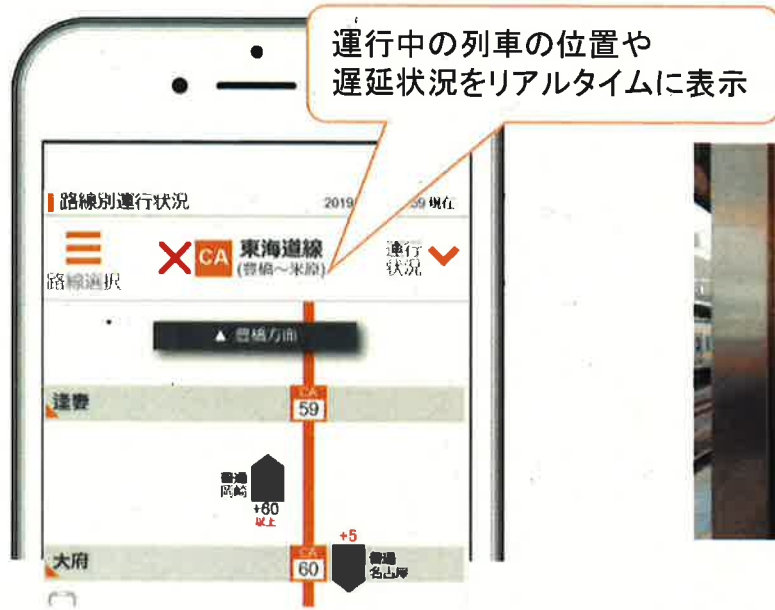 運行中の列車の位置や
遅延状況をリアルタイムに表示
路線別運行状況
2019
59 現在
路線選択
CA
東海道線
(豊橋~米原)
運行
状況
▲ 豊橋方面
逢妻
CA
59
普通
岡崎
+60
以上
大府
CA
60
+5
普通
名古屋